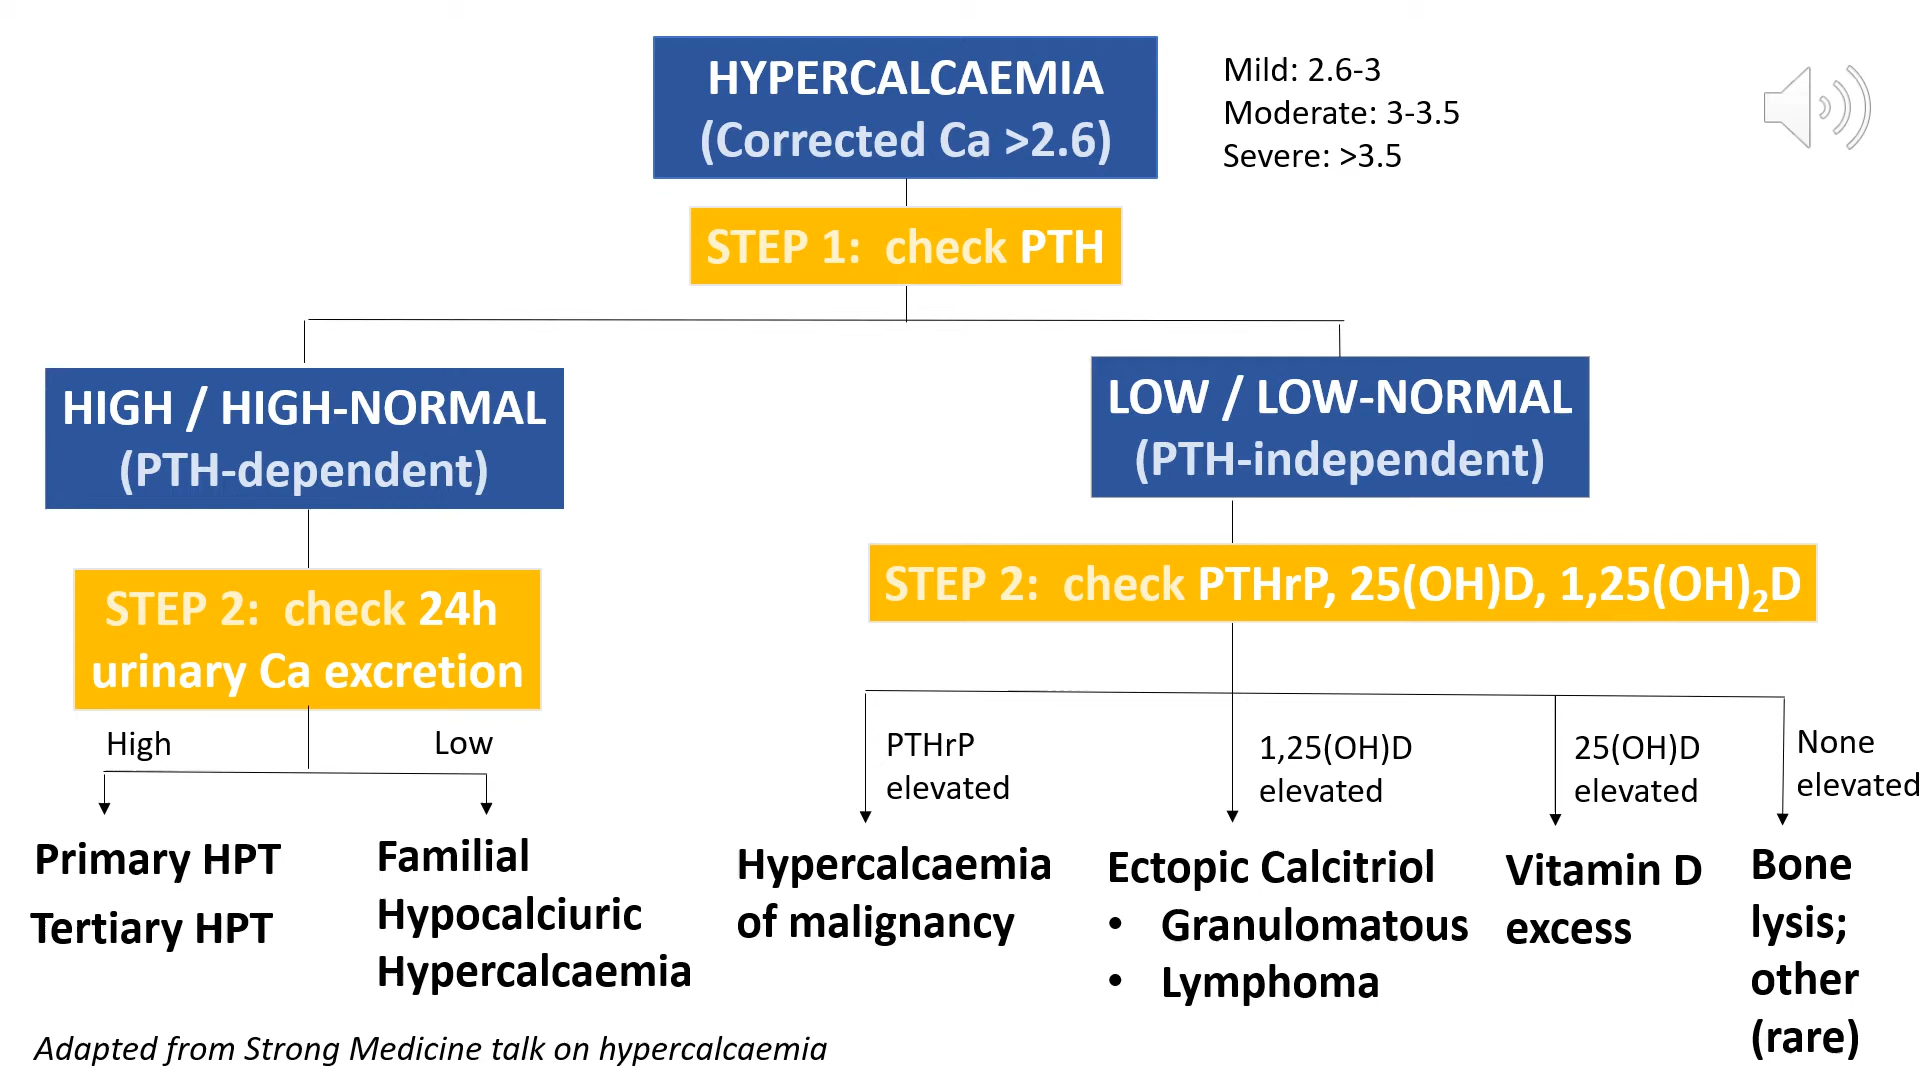 HYPERCALCAEMIA
(Corrected Ca >2.6)
Mild: 2.6-3
Moderate: 3-3.5
Severe: >3.5
STEP 1:  check PTH
HIGH / HIGH-NORMAL
(PTH-dependent)
LOW / LOW-NORMAL
(PTH-independent)
STEP 2:  check 24h
urinary Ca excretion
STEP 2:  check PTHrP, 25(OH)D, 1,25(OH)₂D
High
Low
PTHrP
elevated
1,25(OH)D
elevated
25(OH)D
elevated
None
elevated
Primary HPT
Tertiary HPT
Familial
Hypocalciuric
Hypercalcaemia
Hypercalcaemia
of malignancy
Ectopic Calcitriol
• Granulomatous
• Lymphoma
Vitamin D
excess
Bone
lysis;
other
(rare)
Adapted from Strong Medicine talk on hypercalcaemia